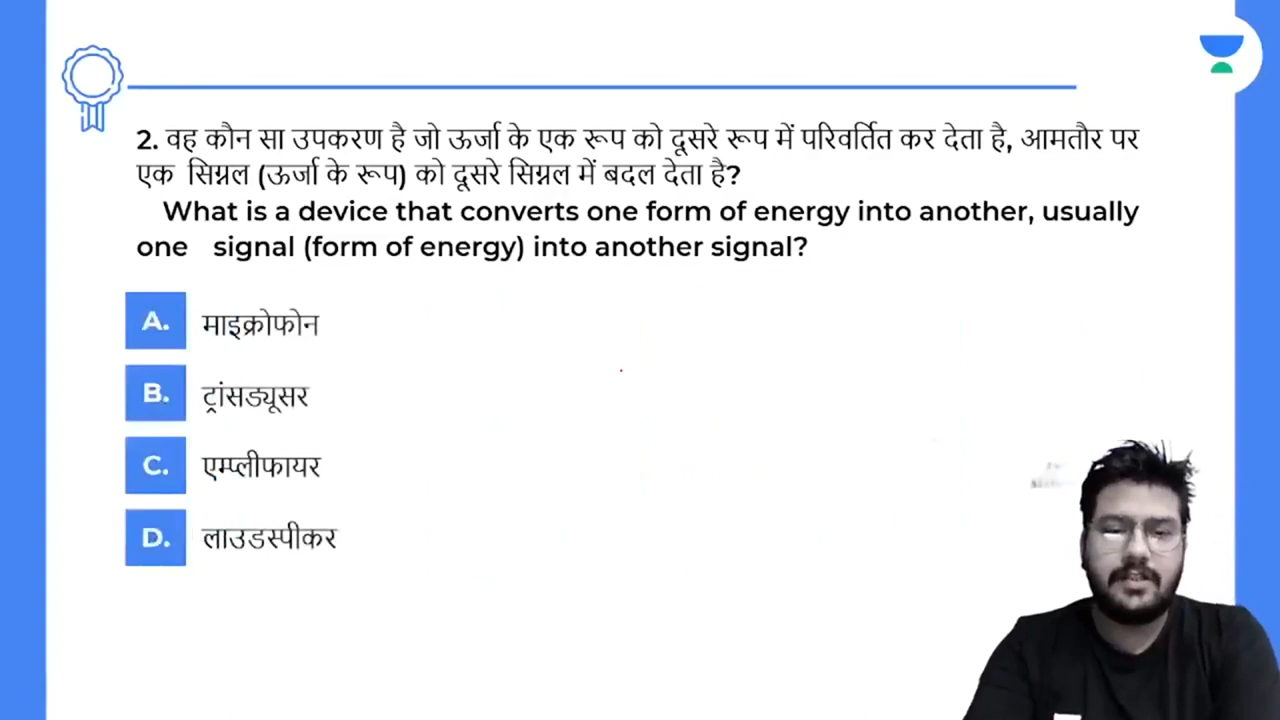 2. वह कौन सा उपकरण है जो ऊर्जा के एक रूप को दूसरे रूप में परिवर्तित कर देता है, आमतौर पर
एक सिग्नल (ऊर्जा के रूप) को दूसरे सिग्नल में बदल देता है?
What is a device that converts one form of energy into another, usually
one signal (form of energy) into another signal?
A. माइक्रोफोन
B. ट्रांसड्यूसर
C. एम्प्लीफायर
D. लाउडस्पीकर